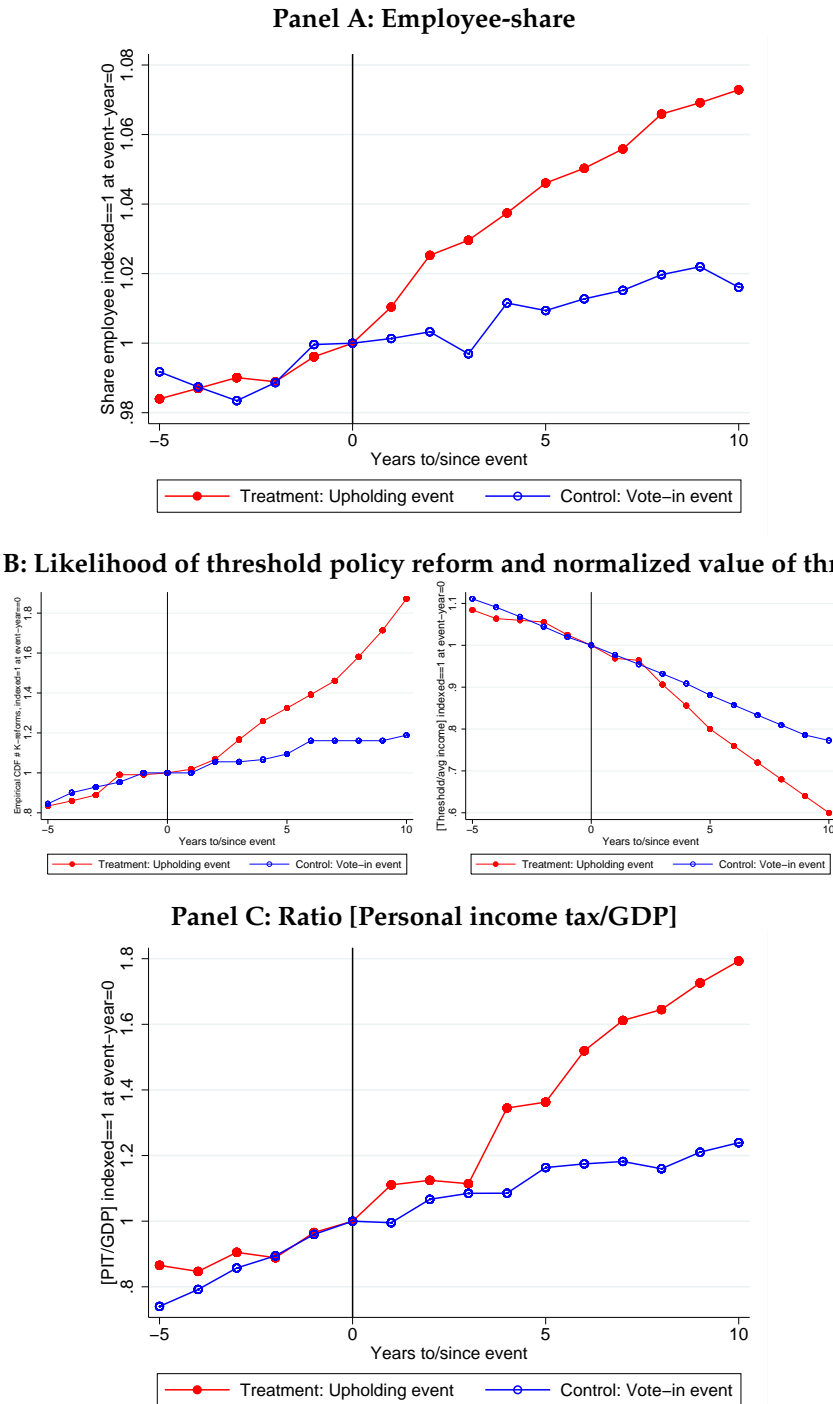 Panel A: Employee-share
Share employee indexed==1 at event-year=0
1.08
1.06
1.04
1.02
1
.98
-5
0
5
10
Years to/since event
Treatment: Upholding event
Control: Vote-in event
B: Likelihood of threshold policy reform and normalized value of thr
Empirical CDF # K-reforms, indexed=1 at event-year==0
1.8
1.6
1.4
1.2
1
.8
-5
0
5
10
Years to/since event
Treatment: Upholding event
Control: Vote-in event
[Threshold/avg income] indexed==1 at event-year=0
1.1
1
.9
.8
.7
.6
-5
0
5
10
Years to/since event
Treatment: Upholding event
Control: Vote-in event
Panel C: Ratio [Personal income tax/GDP]
[PIT/GDP] indexed==1 at event-year=0
1.8
1.6
1.4
1.2
1
.8
-5
0
5
10
Years to/since event
Treatment: Upholding event
Control: Vote-in event